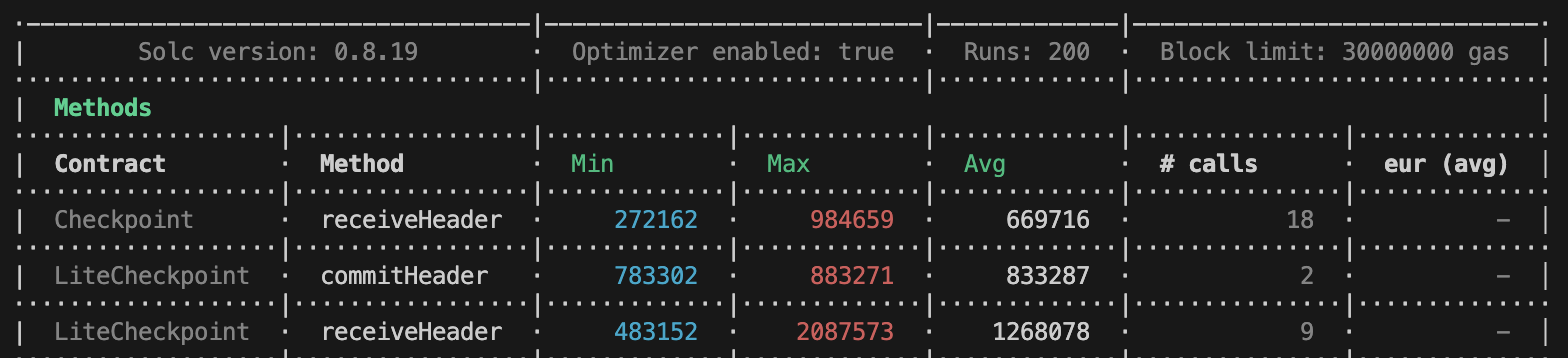 Solc version: 0.8.19 Optimizer enabled: true Runs: 200 Block limit: 30000000 gas
Methods
Contract Method Min Max Avg # calls eur (avg)
Checkpoint receiveHeader 272162 984659 669716 18 –
LiteCheckpoint commitHeader 783302 883271 833287 2 –
LiteCheckpoint receiveHeader 483152 2087573 1268078 9 –